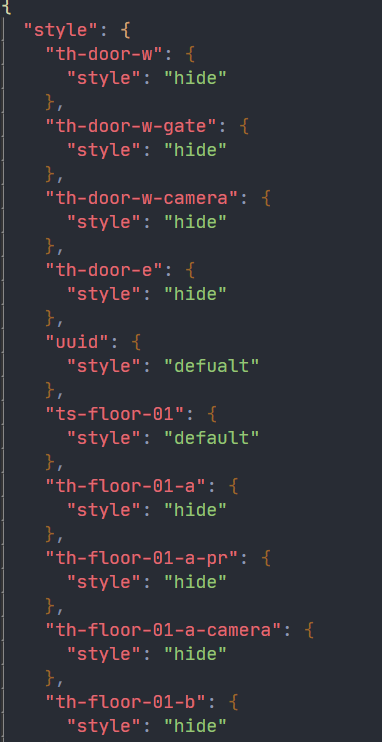 {
"style": {
"th-door-w": {
"style": "hide"
},
"th-door-w-gate": {
"style": "hide"
},
"th-door-w-camera": {
"style": "hide"
},
"th-door-e": {
"style": "hide"
},
"uuid": {
"style": "defualt"
},
"ts-floor-01": {
"style": "default"
},
"th-floor-01-a": {
"style": "hide"
},
"th-floor-01-a-pr": {
"style": "hide"
},
"th-floor-01-a-camera": {
"style": "hide"
},
"th-floor-01-b": {
"style": "hide"